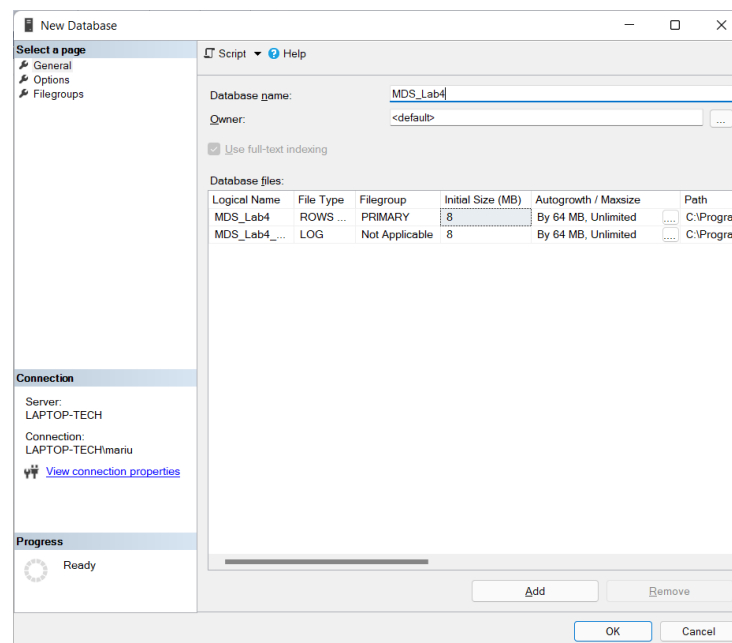 New Database
Select a page
General
Options
Filegroups
Script Help
Database name: MDS_Lab4
Owner: <default> ...
Use full-text indexing
Database files:
Logical Name File Type Filegroup Initial Size (MB) Autogrowth / Maxsize Path
MDS_Lab4 ROWS ... PRIMARY 8 By 64 MB, Unlimited ... C:\Progra
MDS_Lab4_... LOG Not Applicable 8 By 64 MB, Unlimited ... C:\Progra
Connection
Server:
LAPTOP-TECH
Connection:
LAPTOP-TECH\mariu
View connection properties
Progress
Ready
Add Remove
OK Cancel